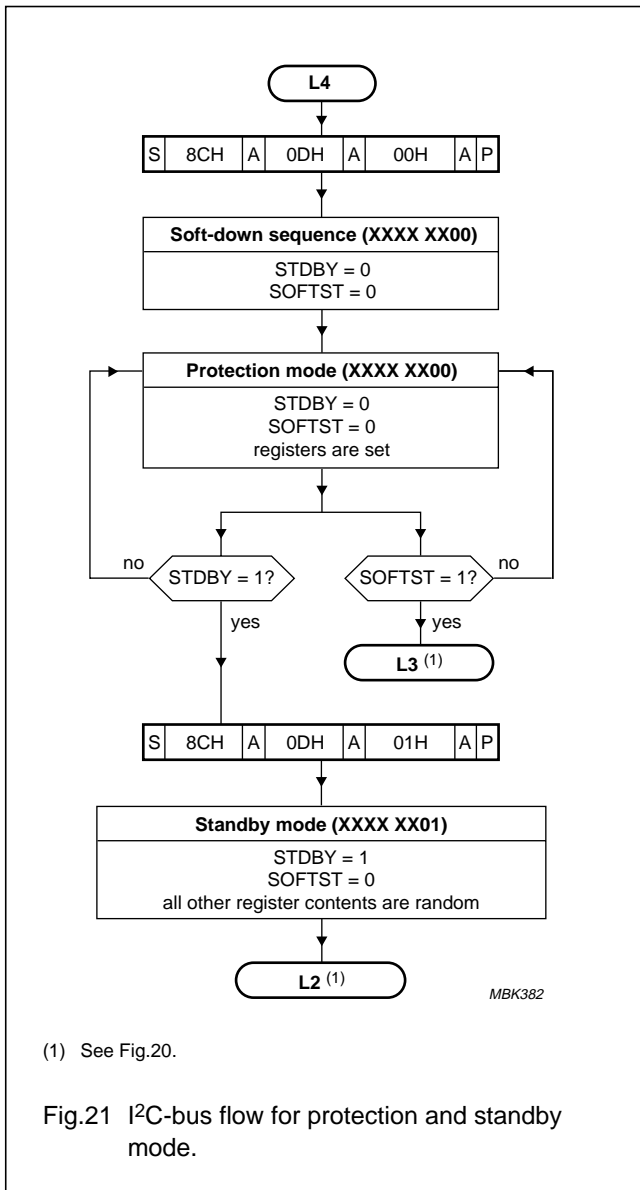 L4
S 8CH A 0DH A 00H A P
Soft-down sequence (XXXX XX00)
STDBY = 0
SOFTST = 0
Protection mode (XXXX XX00)
STDBY = 0
SOFTST = 0
registers are set
no STDBY = 1? SOFTST = 1? no
yes yes
L3 (1)
S 8CH A 0DH A 01H A P
Standby mode (XXXX XX01)
STDBY = 1
SOFTST = 0
all other register contents are random
L2 (1)
MBK382
(1) See Fig.20.
Fig.21 I²C-bus flow for protection and standby
mode.